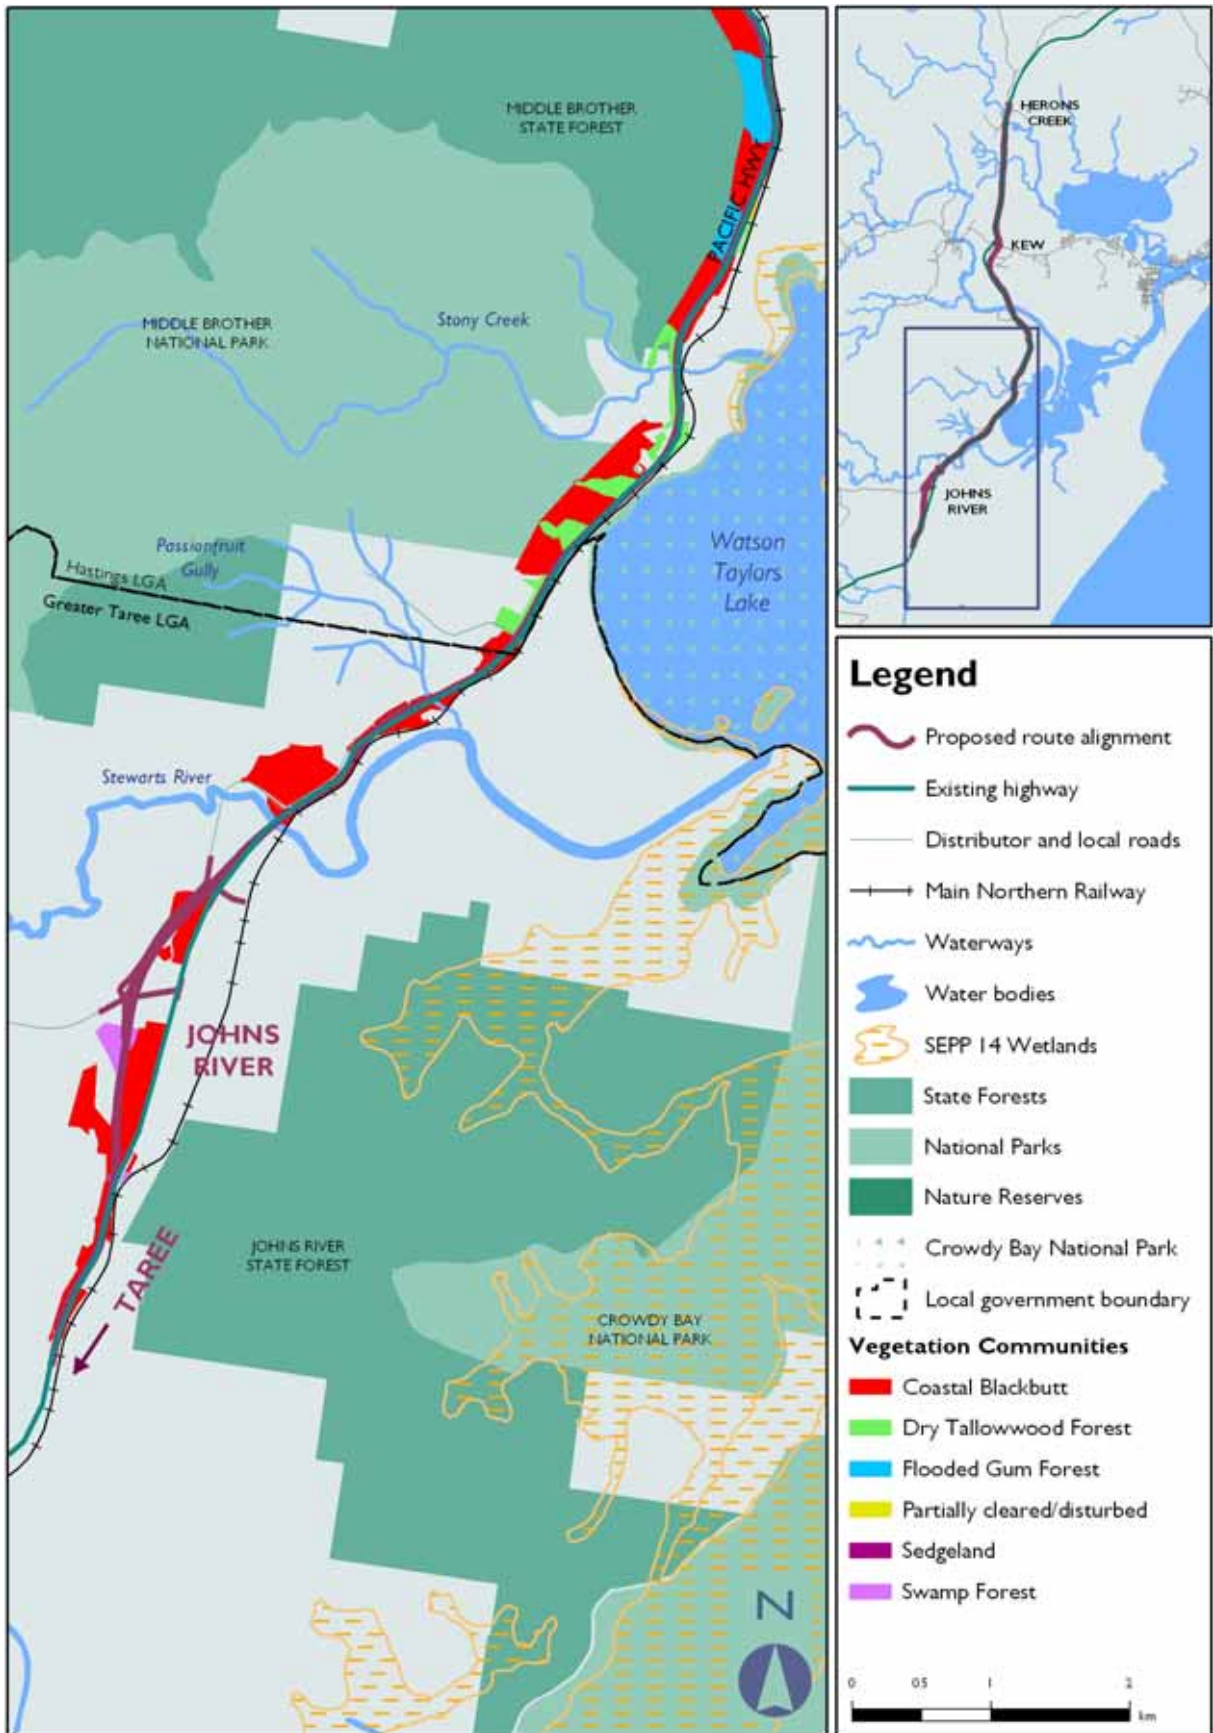 MIDDLE BROTHER
STATE FOREST
PACIFIC HWY
MIDDLE BROTHER
NATIONAL PARK
Stony Creek
Passionfruit
Gully
Hastings LGA
Greater Taree LGA
Watson
Taylors
Lake
Stewarts River
JOHNS
RIVER
TAREE
JOHNS RIVER
STATE FOREST
CROWDY BAY
NATIONAL PARK
N
HERONS
CREEK
KEW
JOHNS
RIVER
Legend
Proposed route alignment
Existing highway
Distributor and local roads
Main Northern Railway
Waterways
Water bodies
SEPP 14 Wetlands
State Forests
National Parks
Nature Reserves
Crowdy Bay National Park
Local government boundary
Vegetation Communities
Coastal Blackbutt
Dry Tallowwood Forest
Flooded Gum Forest
Partially cleared/disturbed
Sedgeland
Swamp Forest
0 0.5 1 2
km